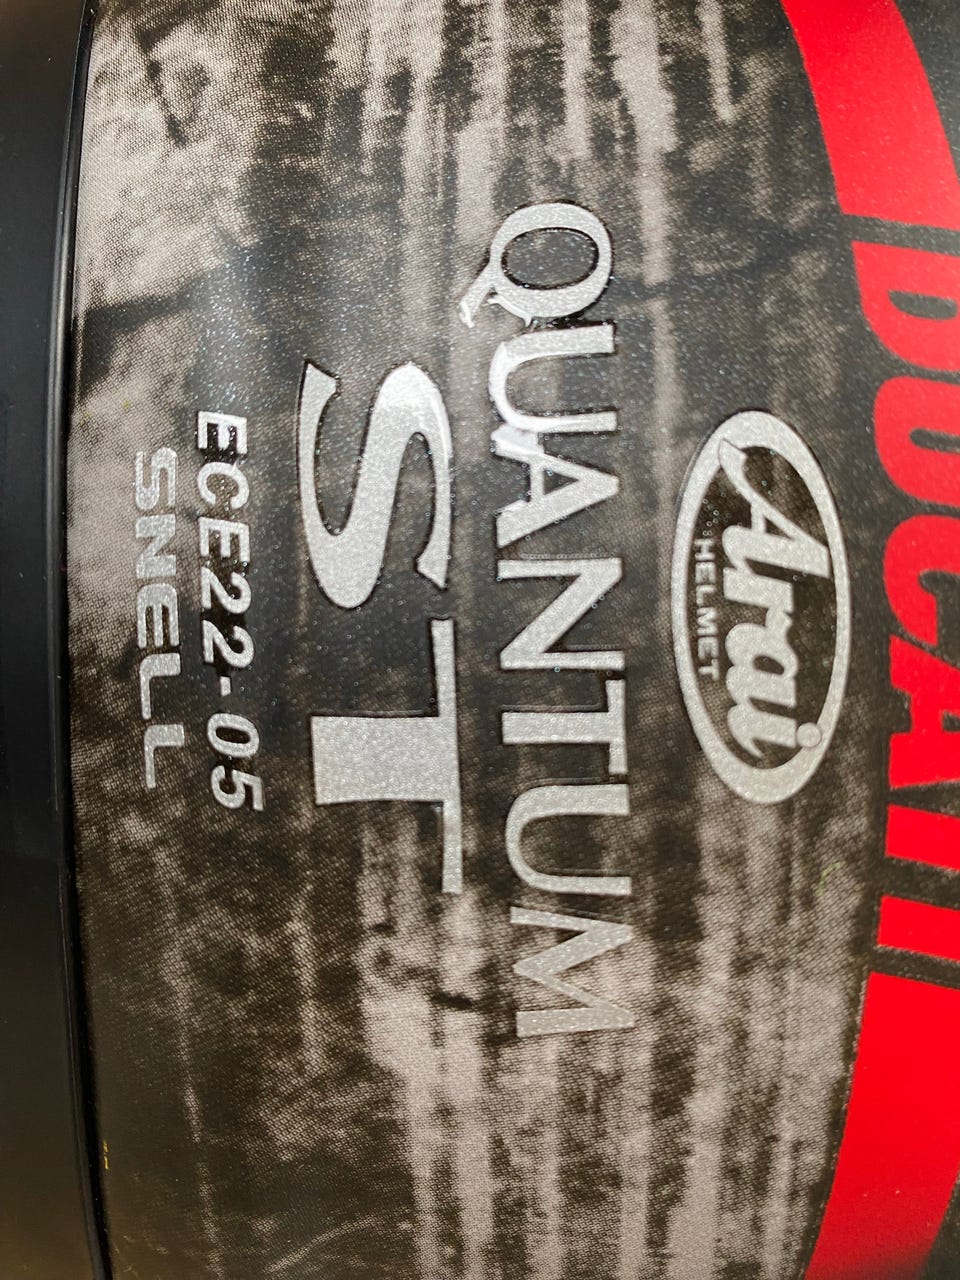 DUCATI
Arai
HELMET
QUANTUM
ST
ECE22-05
SNELL